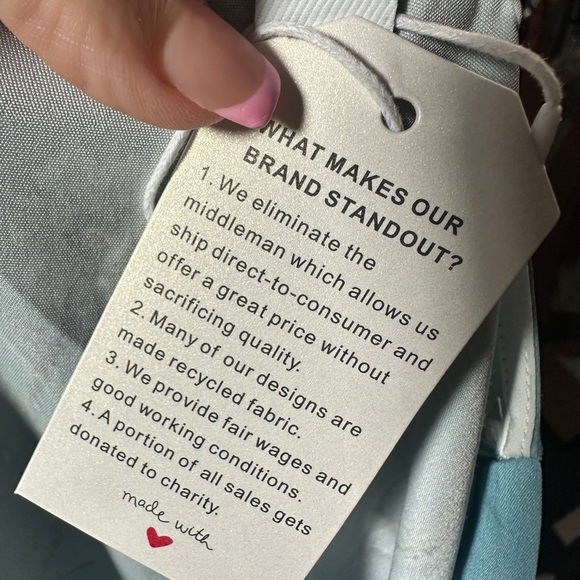 WHAT MAKES OUR
BRAND STANDOUT?
1. We eliminate the
middleman which allows us
ship direct-to-consumer and
offer a great price without
sacrificing quality.
2. Many of our designs are
made recycled fabric.
3. We provide fair wages and
good working conditions.
4. A portion of all sales gets
donated to charity.
made with